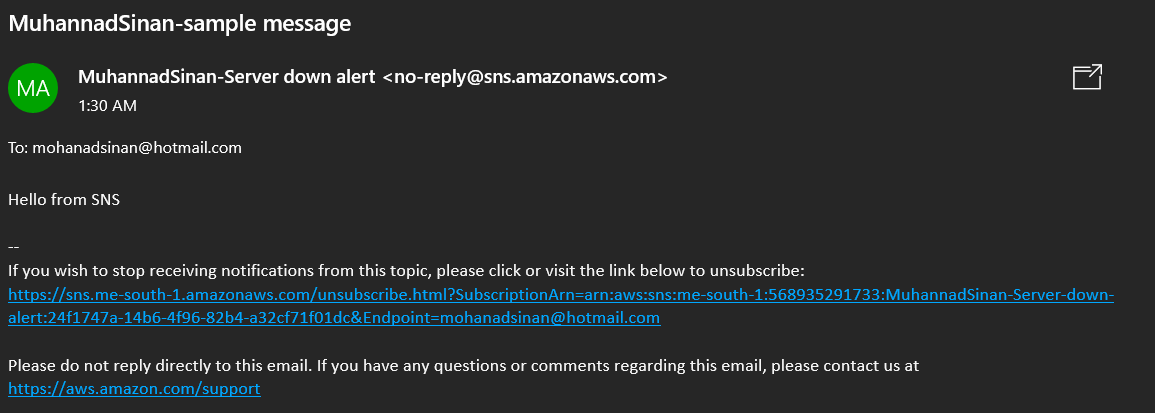 MuhannadSinan-sample message
MA
MuhannadSinan-Server down alert <no-reply@sns.amazonaws.com>
1:30 AM
To: mohanadsinan@hotmail.com
Hello from SNS
--
If you wish to stop receiving notifications from this topic, please click or visit the link below to unsubscribe:
https://sns.me-south-1.amazonaws.com/unsubscribe.html?SubscriptionArn=arn:aws:sns:me-south-1:568935291733:MuhannadSinan-Server-down-
alert:24f1747a-14b6-4f96-82b4-a32cf71f01dc&Endpoint=mohanadsinan@hotmail.com
Please do not reply directly to this email. If you have any questions or comments regarding this email, please contact us at
https://aws.amazon.com/support